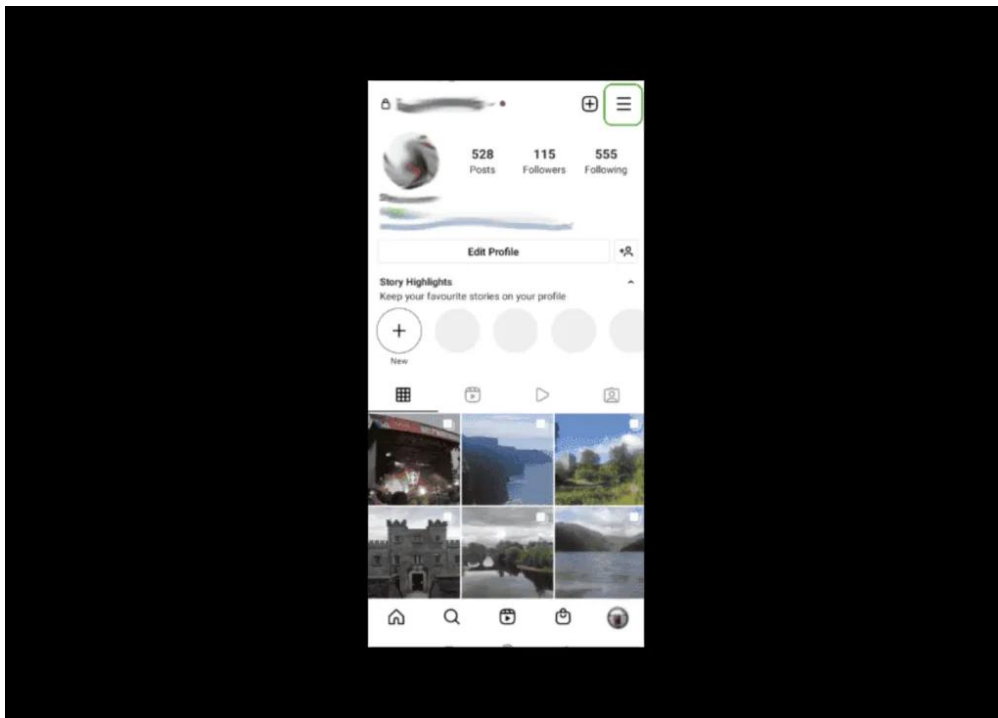 528 115 555
Posts Followers Following
Edit Profile
Story Highlights
Keep your favourite stories on your profile
New